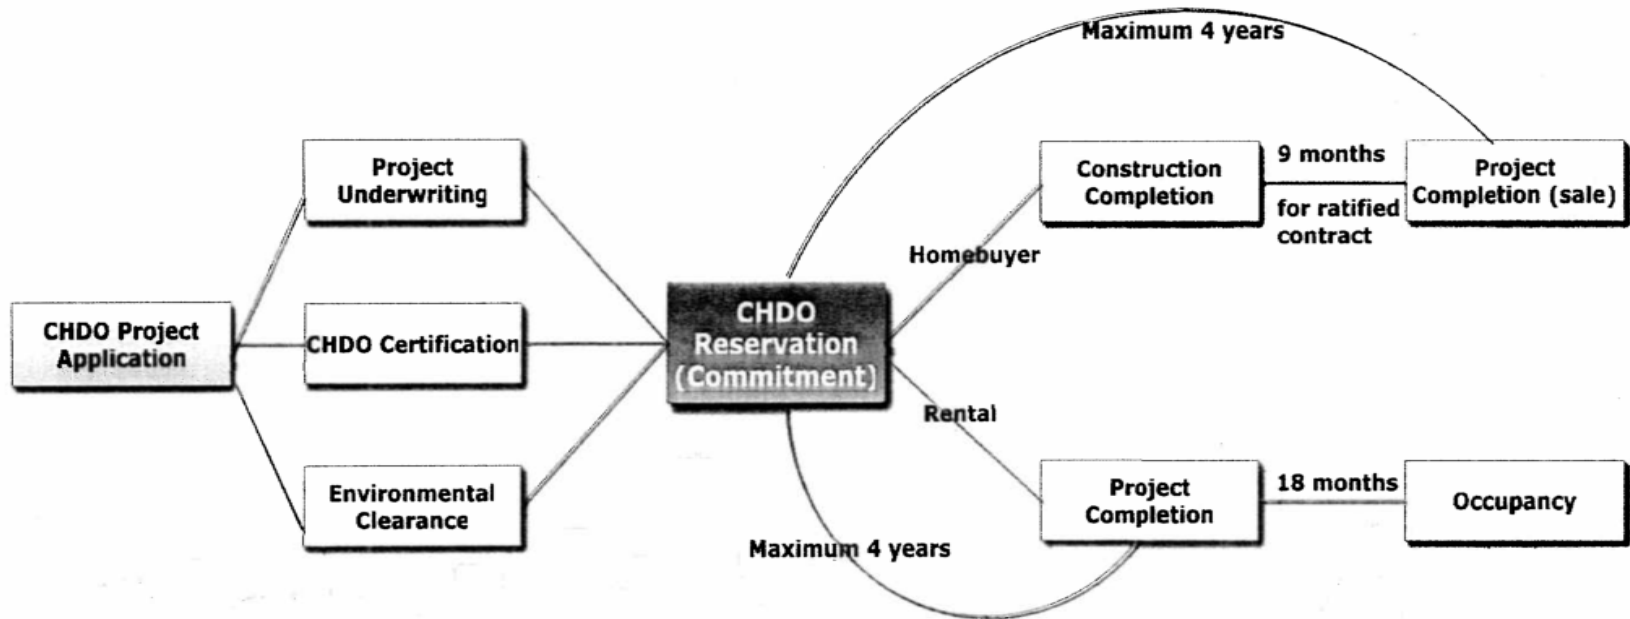 Maximum 4 years
Project
Underwriting
Construction
Completion
9 months
for ratified
contract
Project
Completion (sale)
Homebuyer
CHDO Project
Application
CHDO Certification
CHDO
Reservation
(Commitment)
Rental
Environmental
Clearance
Project
Completion
18 months
Occupancy
Maximum 4 years